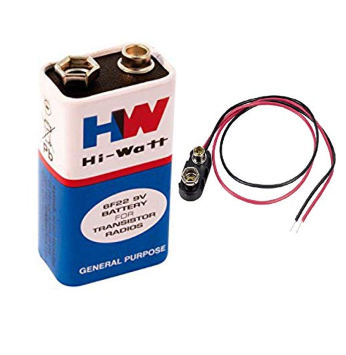 HW
Hi-Watt
6F22 9V
BATTERY
FOR
TRANSISTOR
RADIOS
GENERAL PURPOSE